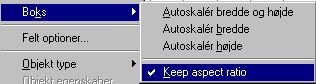 Boks
Autoskalér bredde og højde
Autoskalér bredde
Felt optioner...
Autoskalér højde
Objekt type
Keep aspect ratio
Objekt egenskaber